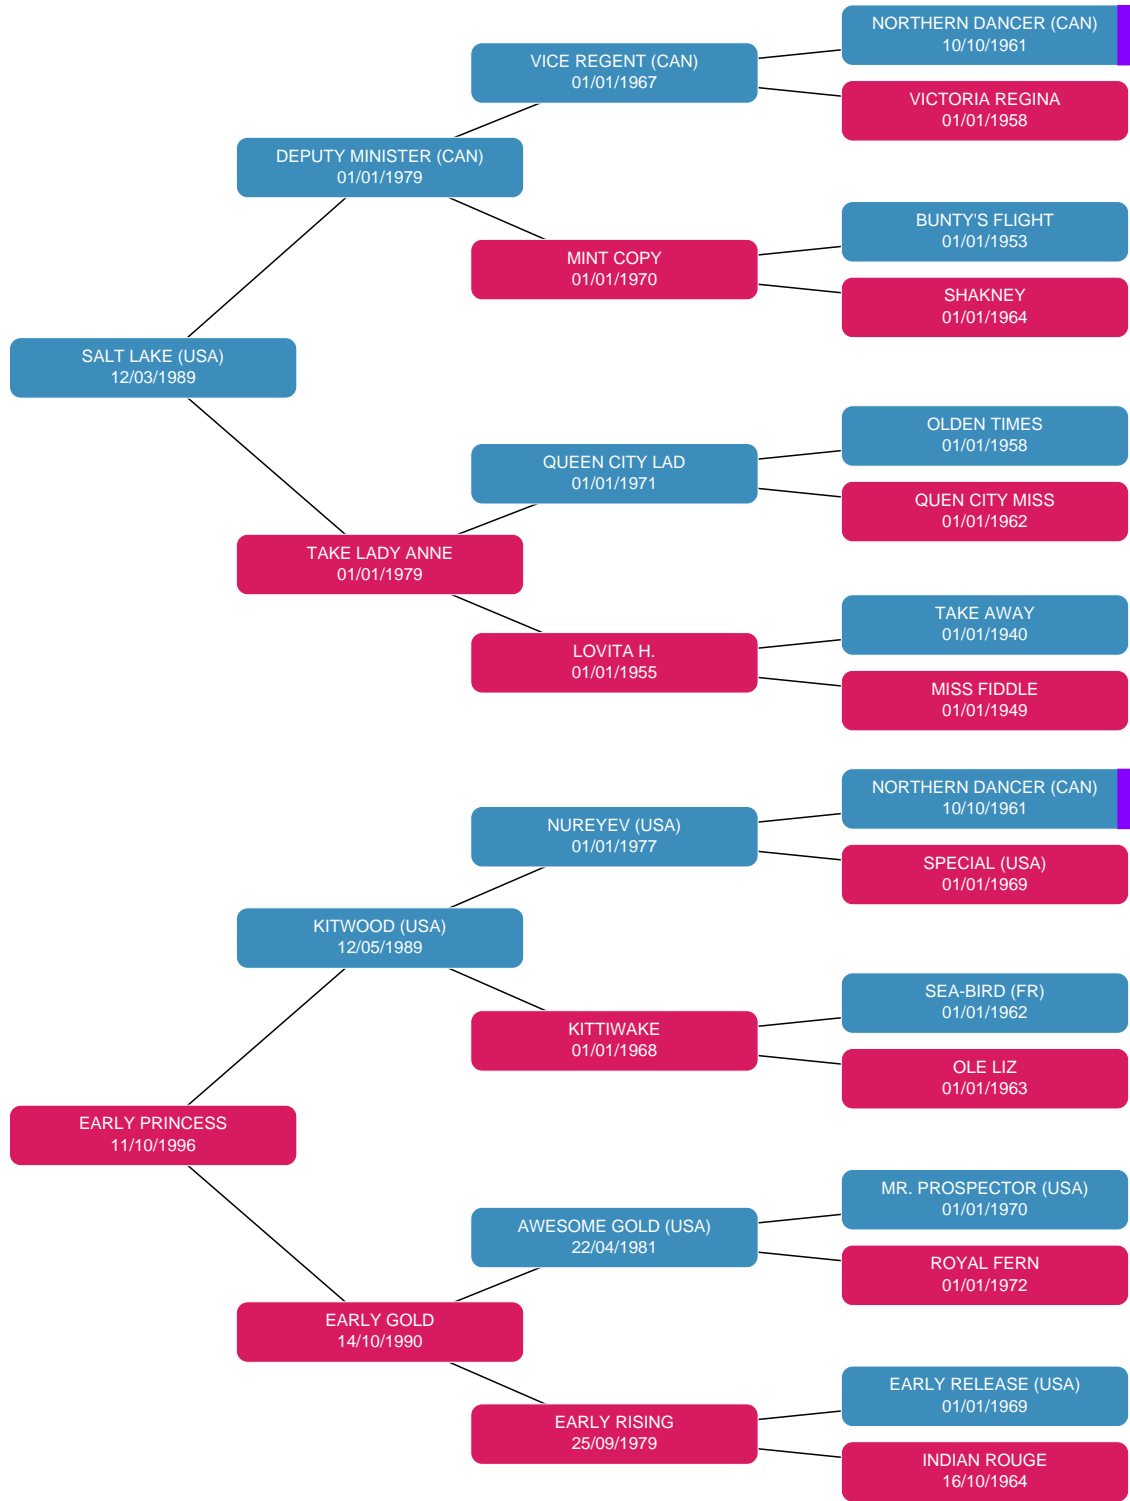 NORTHERN DANCER (CAN)
10/10/1961
VICE REGENT (CAN)
01/01/1967
VICTORIA REGINA
01/01/1958
DEPUTY MINISTER (CAN)
01/01/1979
BUNTY'S FLIGHT
01/01/1953
MINT COPY
01/01/1970
SHAKNEY
01/01/1964
SALT LAKE (USA)
12/03/1989
OLDEN TIMES
01/01/1958
QUEEN CITY LAD
01/01/1971
QUEN CITY MISS
01/01/1962
TAKE LADY ANNE
01/01/1979
TAKE AWAY
01/01/1940
LOVITA H.
01/01/1955
MISS FIDDLE
01/01/1949
NORTHERN DANCER (CAN)
10/10/1961
NUREYEV (USA)
01/01/1977
SPECIAL (USA)
01/01/1969
KITWOOD (USA)
12/05/1989
SEA-BIRD (FR)
01/01/1962
KITTIWAKE
01/01/1968
OLE LIZ
01/01/1963
EARLY PRINCESS
11/10/1996
MR. PROSPECTOR (USA)
01/01/1970
AWESOME GOLD (USA)
22/04/1981
ROYAL FERN
01/01/1972
EARLY GOLD
14/10/1990
EARLY RELEASE (USA)
01/01/1969
EARLY RISING
25/09/1979
INDIAN ROUGE
16/10/1964